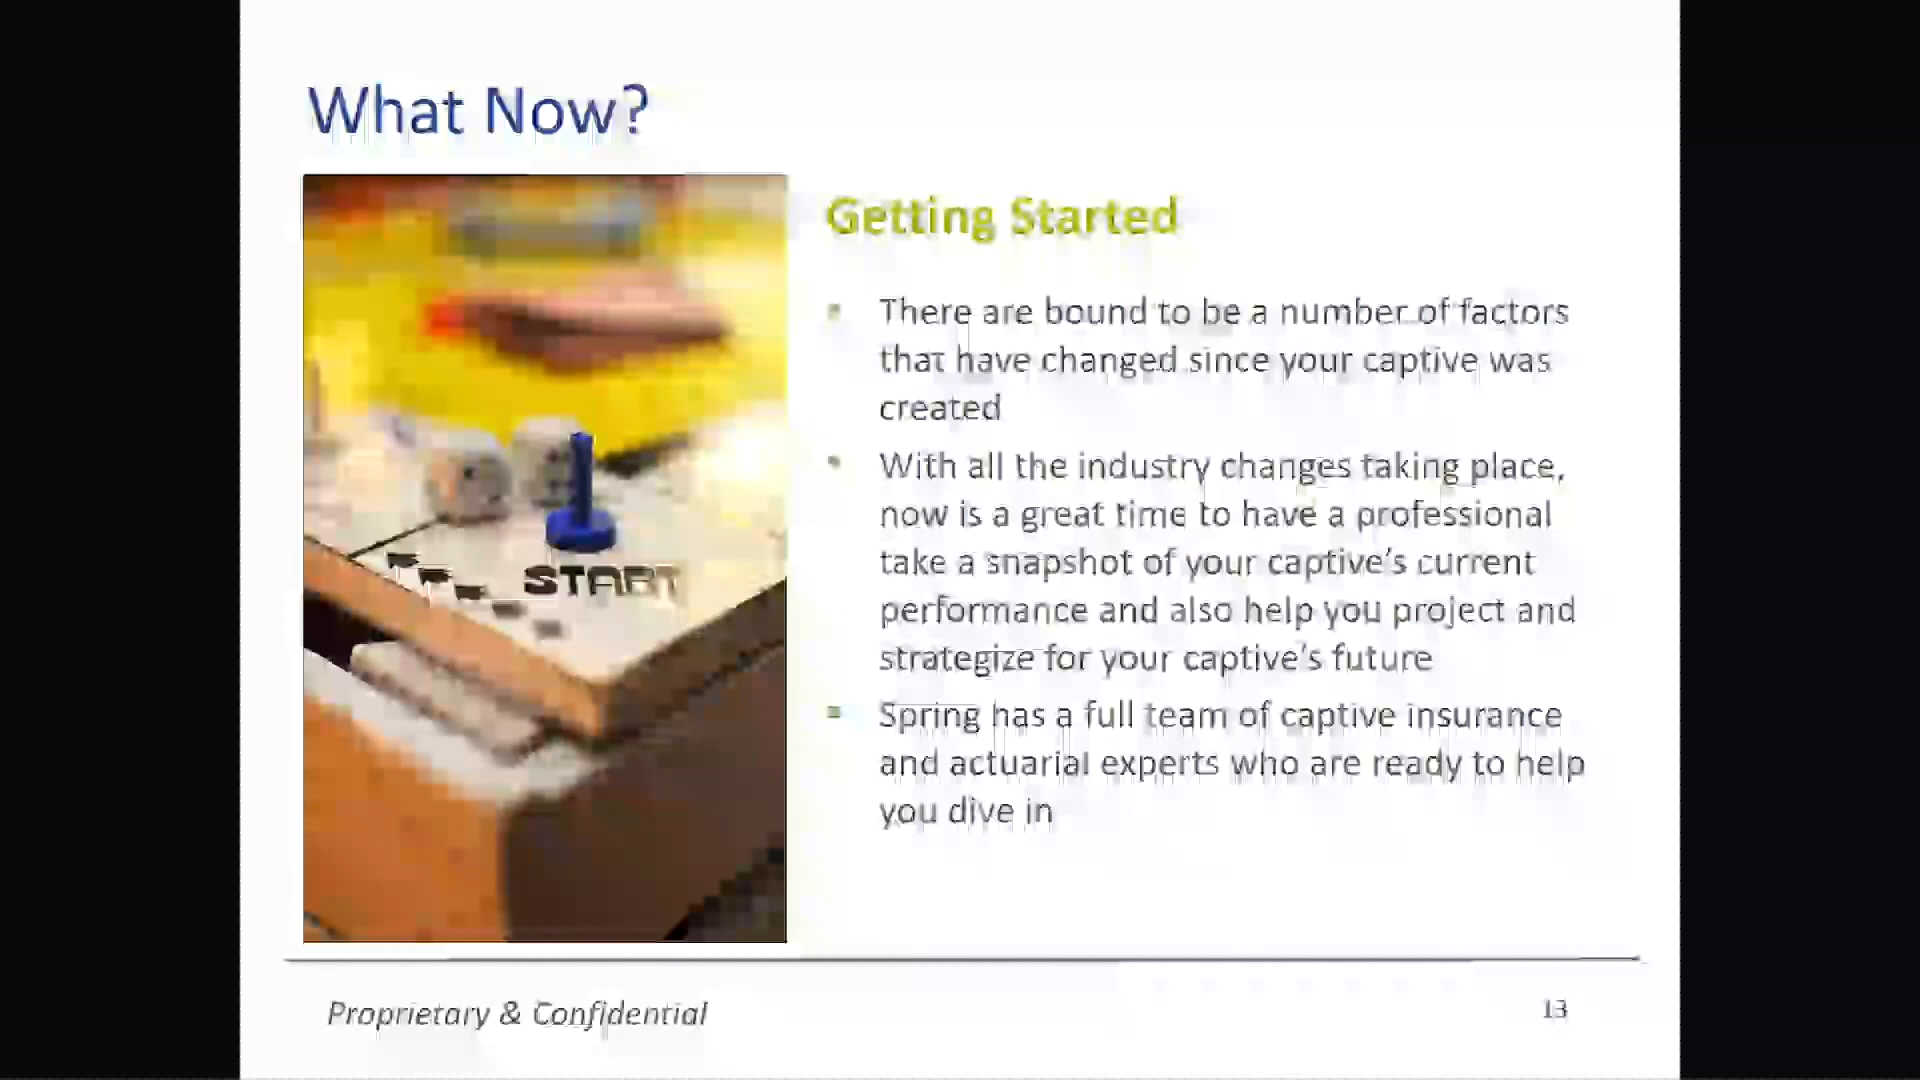 What Now?
Getting Started
There are bound to be a number of factors
that have changed since your captive was
created
With all the industry changes taking place,
now is a great time to have a professional
take a snapshot of your captive's current
performance and also help you project and
strategize for your captive's future
Spring has a full team of captive insurance
and actuarial experts who are ready to help
you dive in
START
Proprietary & Confidential
13